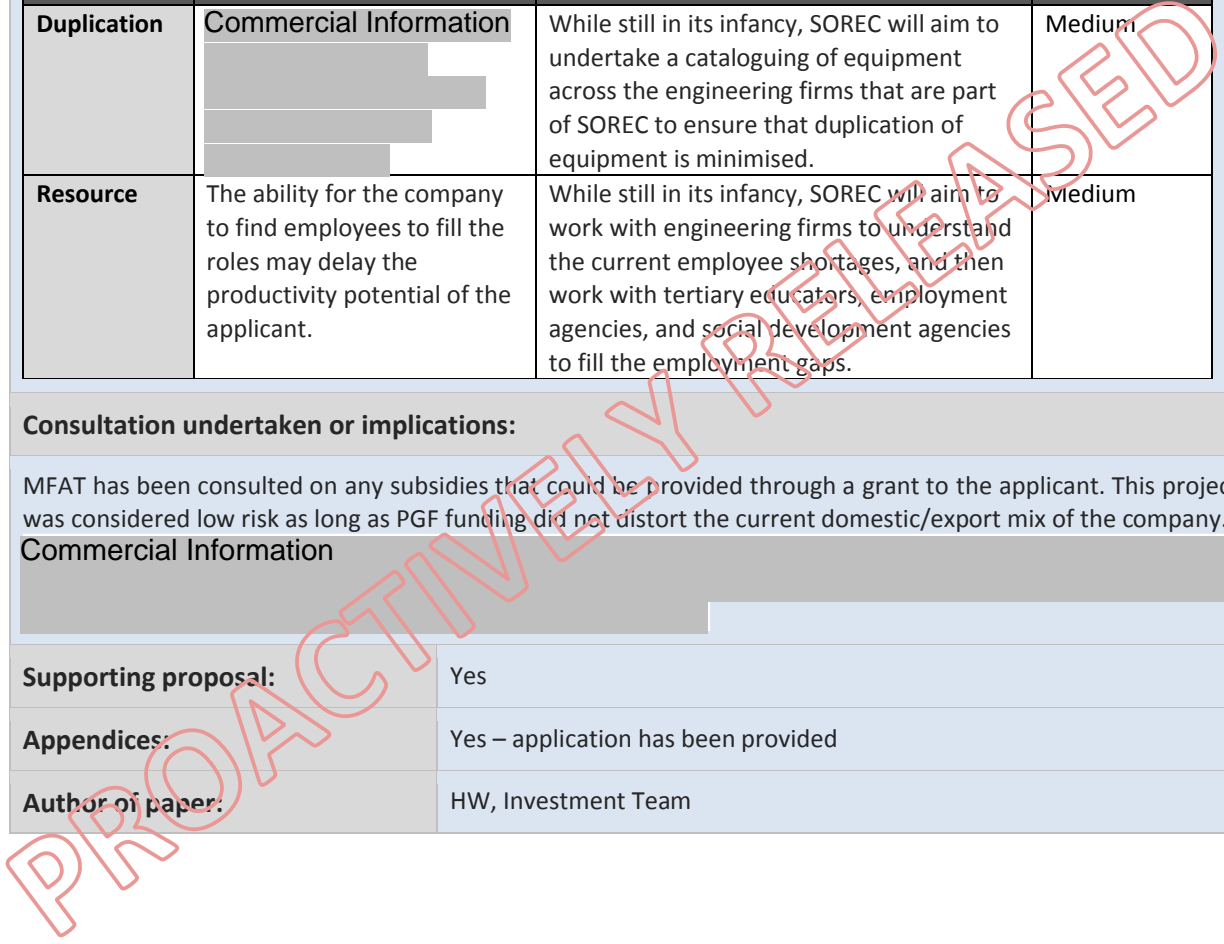 Duplication
Commercial Information
While still in its infancy, SOREC will aim to
undertake a cataloguing of equipment
across the engineering firms that are part
of SOREC to ensure that duplication of
equipment is minimised.
Medium
Resource
The ability for the company
to find employees to fill the
roles may delay the
productivity potential of the
applicant.
While still in its infancy, SOREC will aim to
work with engineering firms to understand
the current employee shortages, and then
work with tertiary educators, employment
agencies, and social development agencies
to fill the employment gaps.
Medium
Consultation undertaken or implications:
MFAT has been consulted on any subsidies that could be provided through a grant to the applicant. This projec
was considered low risk as long as PGF funding did not distort the current domestic/export mix of the company.
Commercial Information
Supporting proposal:
Yes
Appendices:
Yes – application has been provided
Author of paper:
HW, Investment Team
PROACTIVELY RELEASED